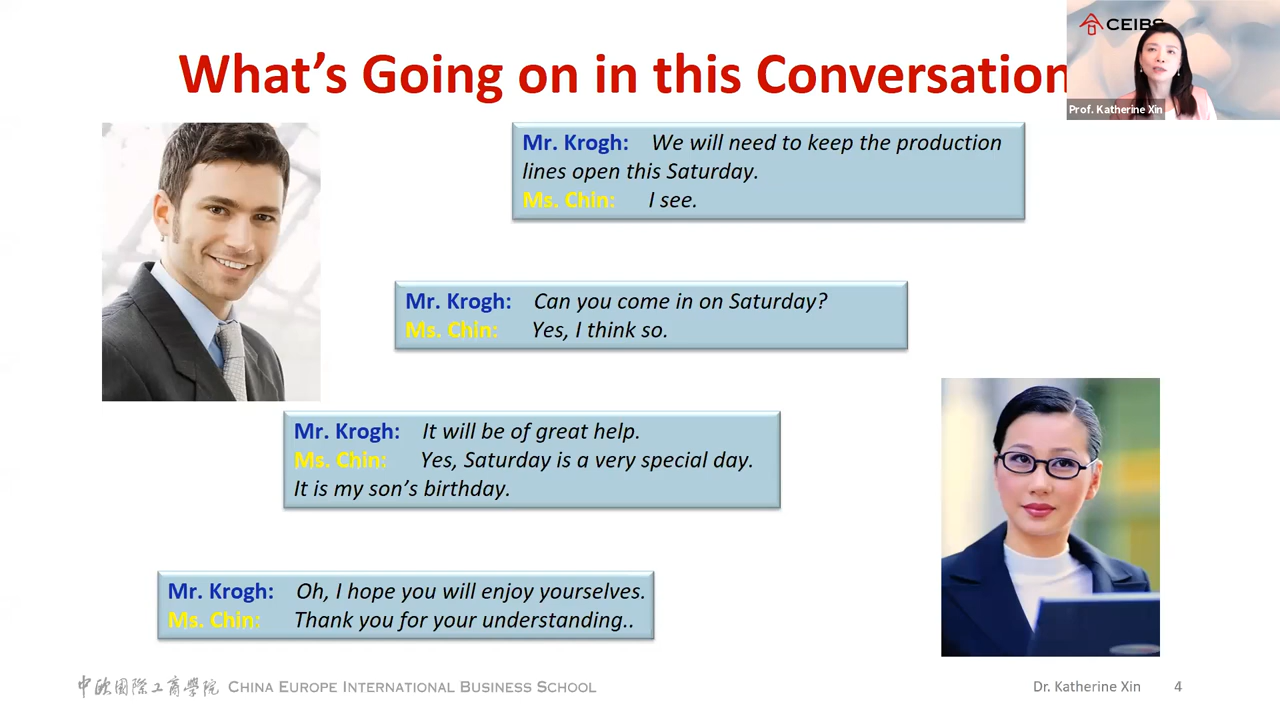 CEIBS
Prof. Katherine Xin
What's Going on in this Conversation
Mr. Krogh: We will need to keep the production
lines open this Saturday.
Ms. Chin: I see.
Mr. Krogh: Can you come in on Saturday?
Ms. Chin: Yes, I think so.
Mr. Krogh: It will be of great help.
Ms. Chin: Yes, Saturday is a very special day.
It is my son's birthday.
Mr. Krogh: Oh, I hope you will enjoy yourselves.
Ms. Chin: Thank you for your understanding..
中欧国際工商學院 CHINA EUROPE INTERNATIONAL BUSINESS SCHOOL
Dr. Katherine Xin 4